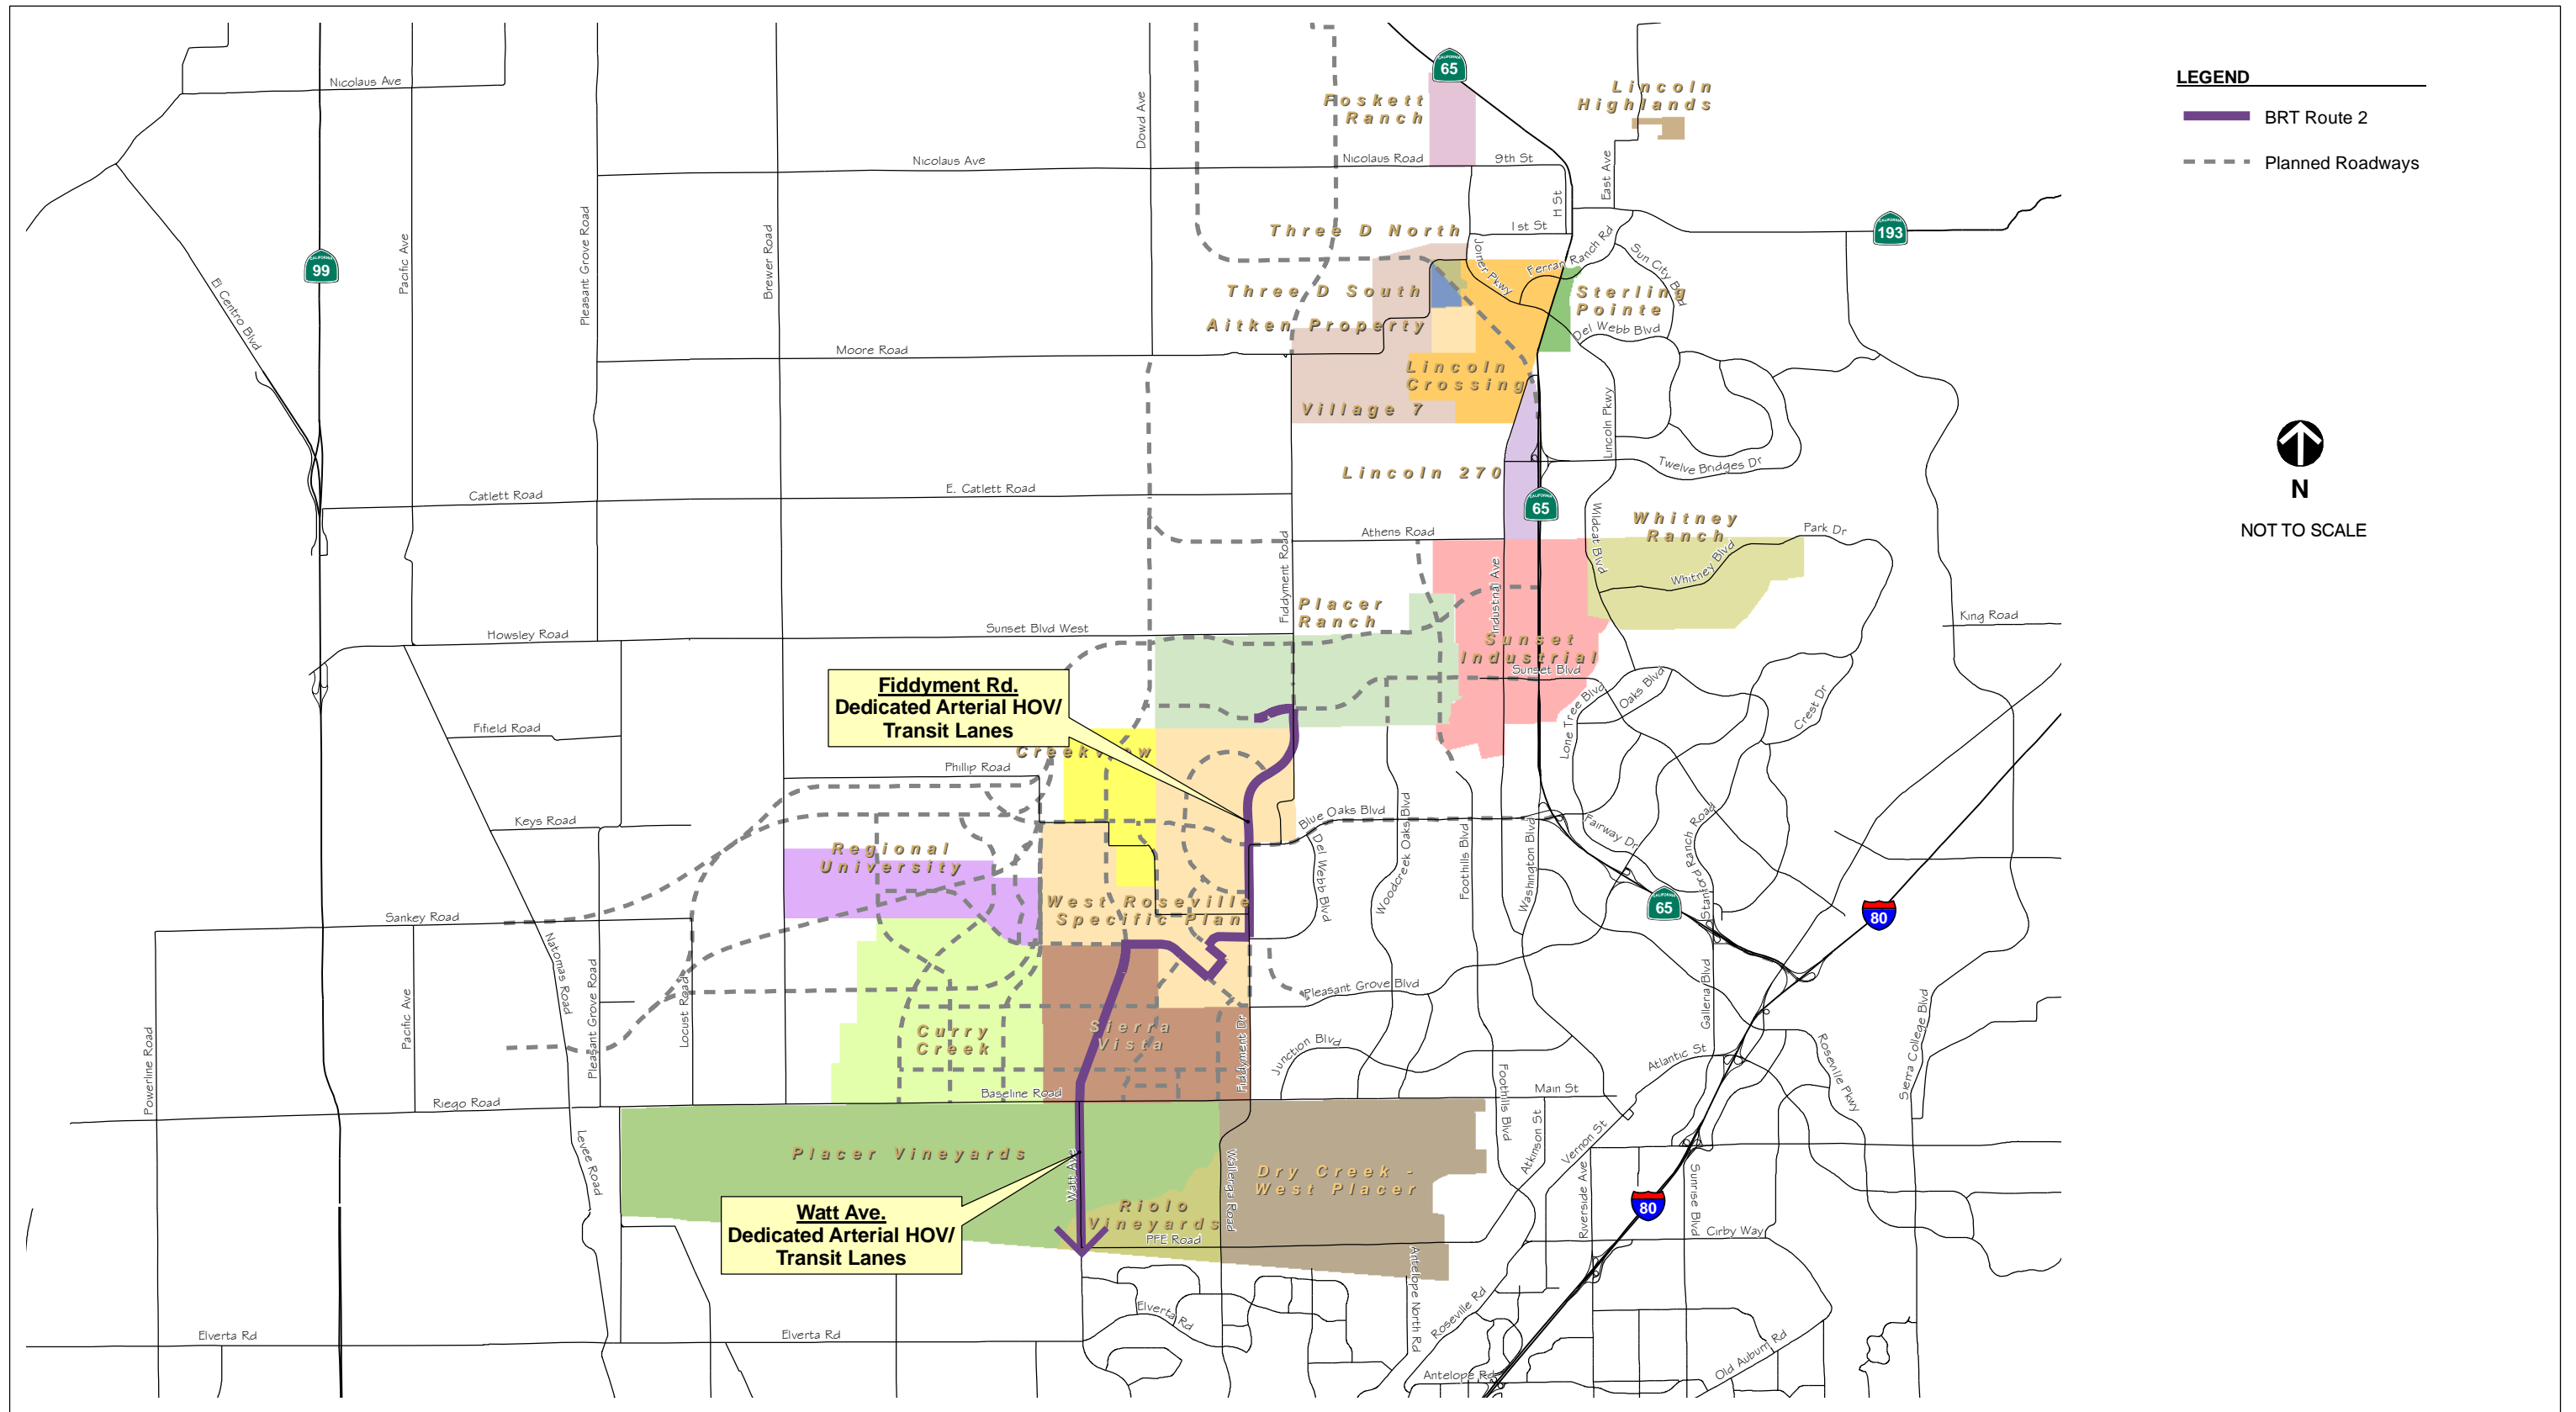 LEGEND
BRT Route 2
Planned Roadways
N
NOT TO SCALE
Nicolaus Ave
CALIFORNIA
65
Foskett
Ranch
Lincoln
Highlands
Dowd Ave
Nicolaus Ave
Nicolaus Road
9th St
H St
East Ave
CALIFORNIA
193
CALIFORNIA
99
El Centro Blvd
Pacific Ave
Pleasant Grove Road
Brewer Road
Three D North
1st St
Joiner Pkwy
Ferrari Ranch Rd
Sun City Blvd
Three D South
Sterling
Pointe
Aitken Property
Del Webb Blvd
Moore Road
Lincoln
Crossing
Village 7
Lincoln Pkwy
Lincoln 270
Twelve Bridges Dr
Catlett Road
E. Catlett Road
CALIFORNIA
65
Wildcat Blvd
Whitney
Ranch
Park Dr
Athens Road
Fiddyment Road
Industrial Ave
Whitney Blvd
Placer
Ranch
King Road
Howsley Road
Sunset Blvd West
Sunset
Industrial
Sunset Blvd
Fiddyment Rd.
Dedicated Arterial HOV/
Transit Lanes
Lone Tree Blvd
Oaks Blvd
Crest Dr
Fifield Road
Phillip Road
Keys Road
Blue Oaks Blvd
Del Webb Blvd
Woodcreek Oaks Blvd
Foothills Blvd
Washington Blvd
Fairway Dr
Stanford Ranch Road
Regional
University
West Roseville
Specific Plan
CALIFORNIA
65
80
Sankey Road
Natomas Road
Pleasant Grove Road
Locust Road
Pacific Ave
Powerline Road
Pleasant Grove Blvd
Galleria Blvd
Curry
Creek
Sierra
Vista
Fiddyment Dr
Junction Blvd
Atlantic St
Roseville Pkwy
Sierra College Blvd
Riego Road
Baseline Road
Main St
Foothills Blvd
Atkinson St
Vernon St
Levee Road
Placer Vineyards
Watt Ave
Walerga Road
Dry Creek -
West Placer
Riolo
Vineyards
PFE Road
Riverside Ave
Sunrise Blvd
80
Cirby Way
Watt Ave.
Dedicated Arterial HOV/
Transit Lanes
Antelope North Rd
Roseville Rd
Elverta Rd
Elverta Rd
Elverta Rd
Antelope Rd
Old Auburn Rd